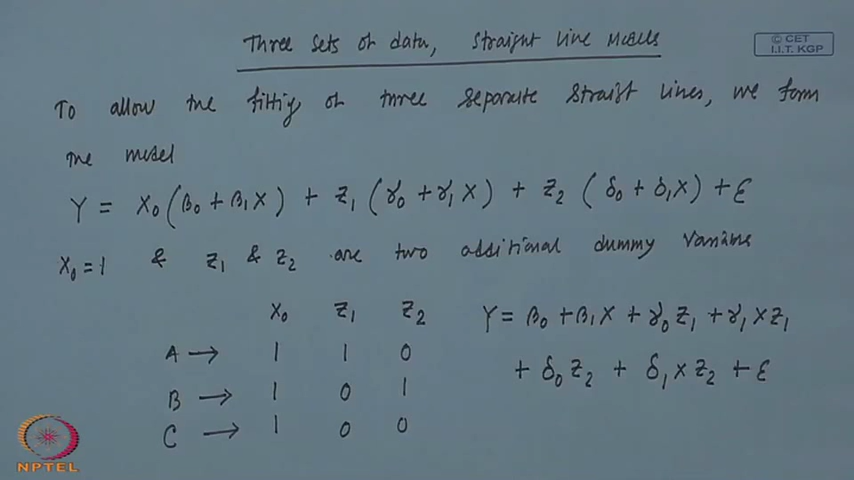 Three sets of data, straight line models
© CET
I.I.T. KGP
To allow the fitting of three separate straight lines, we form
the model
Y = X₀(β₀ + β₁X) + Z₁(γ₀ + γ₁X) + Z₂(δ₀ + δ₁X) + ε
X₀=1 & Z₁ & Z₂ are two additional dummy variable
X₀ Z₁ Z₂
A → 1 1 0
B → 1 0 1
C → 1 0 0
Y = β₀ + β₁X + γ₀Z₁ + γ₁XZ₁
+ δ₀Z₂ + δ₁XZ₂ + ε
NPTEL